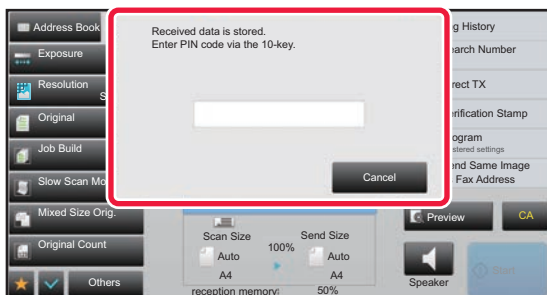 Address Book
Exposure
Resolution
S
Original
Job Build
Slow Scan Mo
Mixed Size Orig.
Original Count
Others
Received data is stored.
Enter PIN code via the 10-key.
Cancel
Scan Size
100%
Send Size
Auto
Auto
A4
A4
reception memory:
50%
g History
earch Number
rect TX
erification Stamp
ogram
stered settings
end Same Image
Fax Address
Preview
CA
Speaker
Start